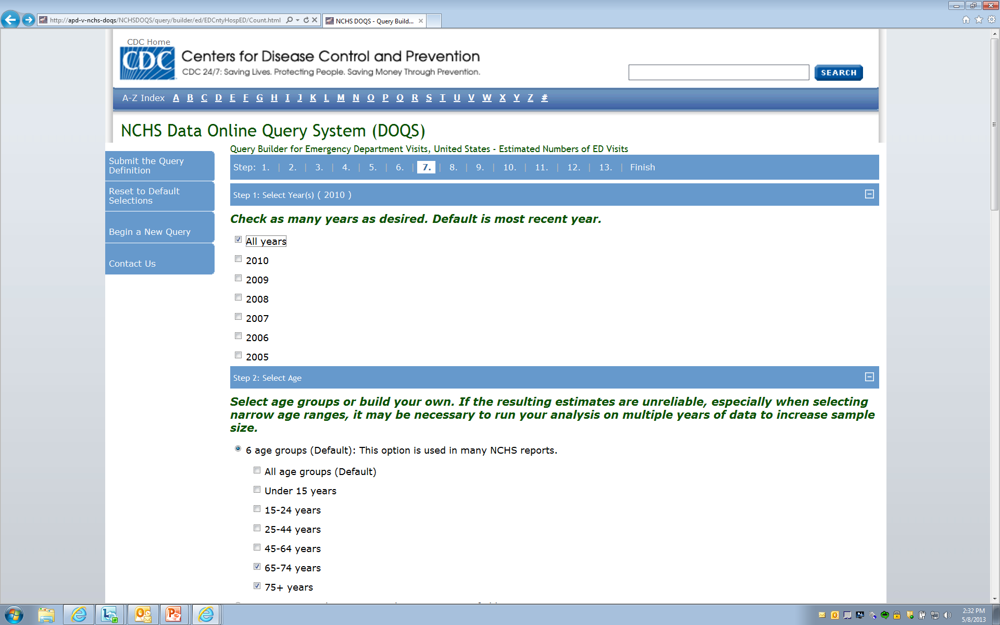 http://apd-v-nchs-doqs/NCHSDOQS/query/builder/ed/EDCntyHospED/Count.html
NCHS DOQS - Query Build...
CDC Home
CDC
Centers for Disease Control and Prevention
CDC 24/7: Saving Lives. Protecting People. Saving Money Through Prevention.
SEARCH
A-Z Index A B C D E F G H I J K L M N O P Q R S T U V W X Y Z #
NCHS Data Online Query System (DOQS)
Submit the Query
Definition
Reset to Default
Selections
Begin a New Query
Contact Us
Query Builder for Emergency Department Visits, United States - Estimated Numbers of ED Visits
Step: 1. | 2. | 3. | 4. | 5. | 6. | 7. | 8. | 9. | 10. | 11. | 12. | 13. | Finish
Step 1: Select Year(s) ( 2010 )
Check as many years as desired. Default is most recent year.
All years
2010
2009
2008
2007
2006
2005
Step 2: Select Age
Select age groups or build your own. If the resulting estimates are unreliable, especially when selecting
narrow age ranges, it may be necessary to run your analysis on multiple years of data to increase sample
size.
6 age groups (Default): This option is used in many NCHS reports.
All age groups (Default)
Under 15 years
15-24 years
25-44 years
45-64 years
65-74 years
75+ years
2:32 PM
5/8/2013